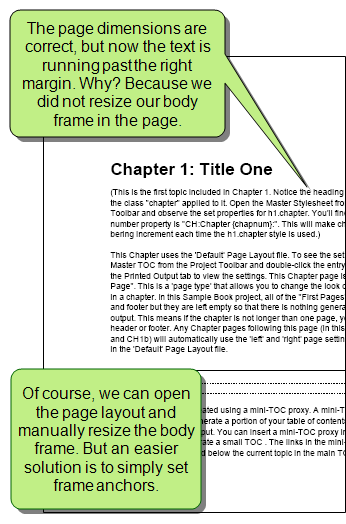 The page dimensions are
correct, but now the text is
running past the right
margin. Why? Because we
did not resize our body
frame in the page.
Chapter 1: Title One
(This is the first topic included in Chapter 1. Notice the heading
the class "chapter" applied to it. Open the Master Stylesheet fro
Toolbar and observe the set properties for h1.chapter. You'll fin
number property is "CH:Chapter {chapnum}:". This will make ch
bering increment each time the h1.chapter style is used.)
This Chapter uses the 'Default' Page Layout file. To see the set
Master TOC from the Project Toolbar and double-click the entry
the Printed Output tab to view the settings. This Chapter page is
Page". This is a 'page type' that allows you to change the look o
in a chapter. In this Sample Book project, all of the "First Pages"
and footer but they are left empty so that there is nothing genera
output. This means if the chapter is not longer than one page, y
header or footer. Any Chapter pages following this page (in this
and CH1b) will automatically use the 'left' and 'right' page settin
in the 'Default' Page Layout file.
Of course, we can open
the page layout and
manually resize the body
frame. But an easier
solution is to simply set
frame anchors.
ated using a mini-TOC proxy. A mini-T
nerate a portion of your table of content
put. You can insert a mini-TOC proxy in
rate a small TOC . The links in the mini-
d below the current topic in the main TO